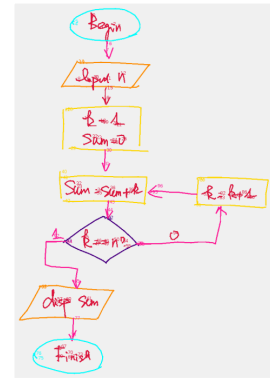 Begin
Input n
k = 1
Sum=0
Sum = Sum+k
k = k+1
k == n?
1
0
disp sum
Finish